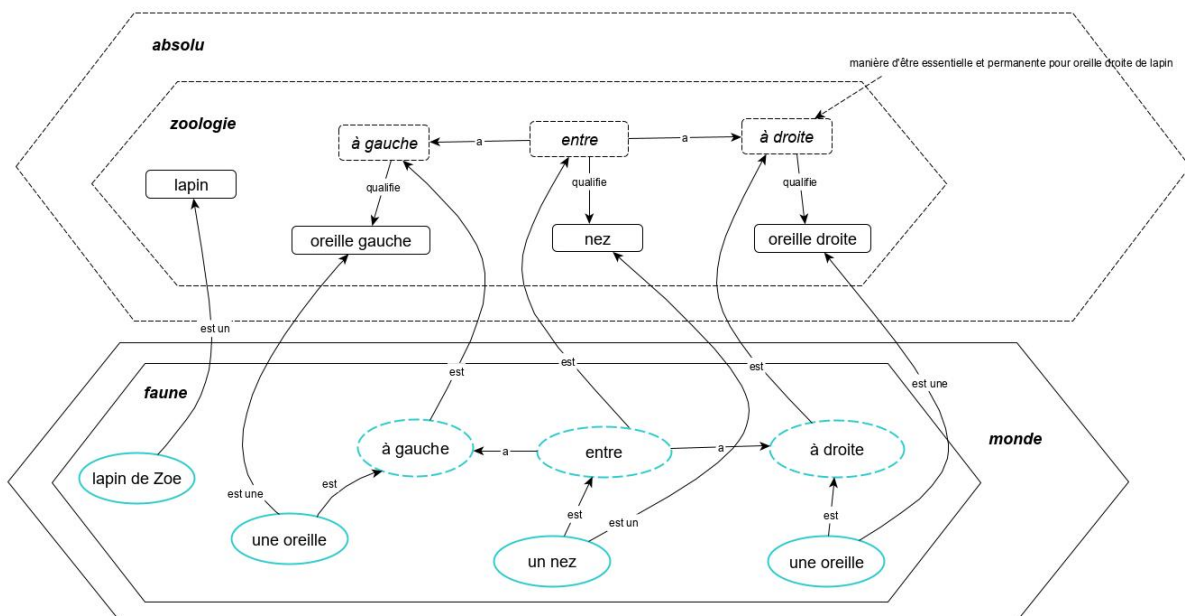 absolu
manière d'être essentielle et permanente pour oreille droite de lapin
zoologie
à gauche
a
entre
a
à droite
lapin
qualifie
qualifie
qualifie
oreille gauche
nez
oreille droite
est un
est
est
est
est une
faune
monde
à gauche
a
entre
a
à droite
lapin de Zoe
est une
est
est
est un
est
une oreille
un nez
une oreille